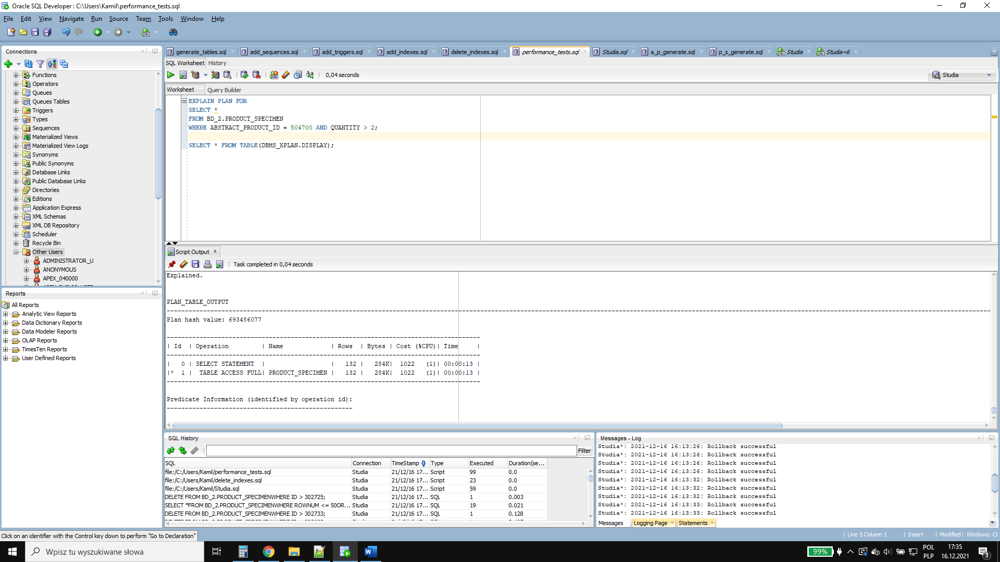 Oracle SQL Developer : C:\Users\Kamil\performance_tests.sql
File Edit View Navigate Run Source Team Tools Window Help
Connections
Functions
Operators
Queues
Queues Tables
Triggers
Types
Sequences
Materialized Views
Materialized View Logs
Synonyms
Public Synonyms
Database Links
Public Database Links
Directories
Editions
Application Express
XML Schemas
XML DB Repository
Scheduler
Recycle Bin
Other Users
ADMINISTRATOR_U
ANONYMOUS
APEX_040000
Reports
All Reports
Analytic View Reports
Data Dictionary Reports
Data Modeler Reports
OLAP Reports
TimesTen Reports
User Defined Reports
generate_tables.sql add_sequences.sql add_triggers.sql add_indexes.sql delete_indexes.sql performance_tests.sql Studia.sql a_p_generate.sql p_s_generate.sql Studia Studia~6
SQL Worksheet History
0,04 seconds
Studia
Worksheet Query Builder
EXPLAIN PLAN FOR
SELECT *
FROM BD_2.PRODUCT_SPECIMEN
WHERE ABSTRACT_PRODUCT_ID = 504700 AND QUANTITY > 2;
SELECT * FROM TABLE(DBMS_XPLAN.DISPLAY);
Script Output x
Task completed in 0,04 seconds
Explained.
PLAN_TABLE_OUTPUT
Plan hash value: 693486077
| Id | Operation | Name | Rows | Bytes | Cost (%CPU)| Time |
| 0 | SELECT STATEMENT | | 132 | 284K| 1022 (1)| 00:00:13 |
|* 1 | TABLE ACCESS FULL| PRODUCT_SPECIMEN | 132 | 284K| 1022 (1)| 00:00:13 |
Predicate Information (identified by operation id):
SQL History
Filter
SQL Connection TimeStamp Type Executed Duration(se...
file:/C:/Users/Kamil/performance_tests.sql Studia 21/12/16 17... Script 99 0.0
file:/C:/Users/Kamil/delete_indexes.sql Studia 21/12/16 17... Script 23 0.0
file:/C:/Users/Kamil/Studia.sql Studia 21/12/16 17... Script 59 0.0
DELETE FROM BD_2.PRODUCT_SPECIMENWHERE ID > 302725; Studia 21/12/16 17... SQL 1 0.003
SELECT *FROM BD_2.PRODUCT_SPECIMENWHERE ROWNUM <= 50OR... Studia 21/12/16 17... SQL 19 0.021
DELETE FROM BD_2.PRODUCT_SPECIMENWHERE ID > 302733; Studia 21/12/16 17... SQL 1 0.128
Messages - Log
Studia*: 2021-12-16 16:13:26: Rollback successful
Studia*: 2021-12-16 16:13:26: Rollback successful
Studia*: 2021-12-16 16:13:26: Rollback successful
Studia*: 2021-12-16 16:13:26: Rollback successful
Studia*: 2021-12-16 16:13:32: Rollback successful
Studia*: 2021-12-16 16:13:32: Rollback successful
Studia*: 2021-12-16 16:13:32: Rollback successful
Studia*: 2021-12-16 16:13:33: Rollback successful
Studia*: 2021-12-16 16:13:33: Rollback successful
Messages Logging Page Statements
Click on an identifier with the Control key down to perform "Go to Declaration"
| Line 5 Column 1 | Insert | Modified | Windows: CF
Wpisz tu wyszukiwane słowa
99%
POL
PLP
17:35
16.12.2021
3